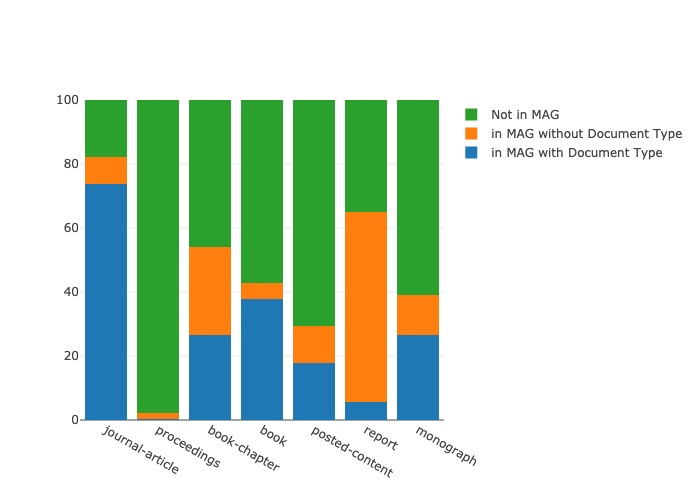 100
80
60
40
20
0
journal-article
proceedings
book-chapter
book
posted-content
report
monograph
Not in MAG
in MAG without Document Type
in MAG with Document Type